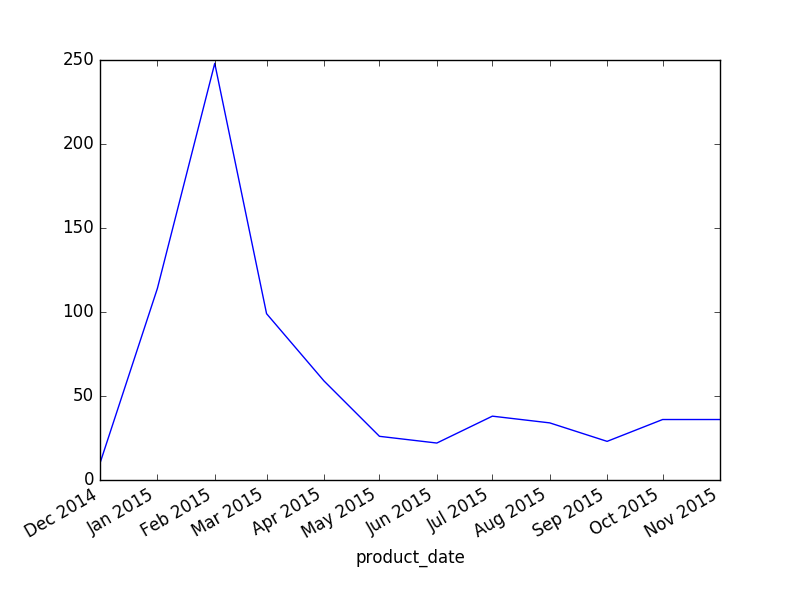 250
200
150
100
50
0
Dec 2014
Jan 2015
Feb 2015
Mar 2015
Apr 2015
May 2015
Jun 2015
Jul 2015
Aug 2015
Sep 2015
Oct 2015
Nov 2015
product_date